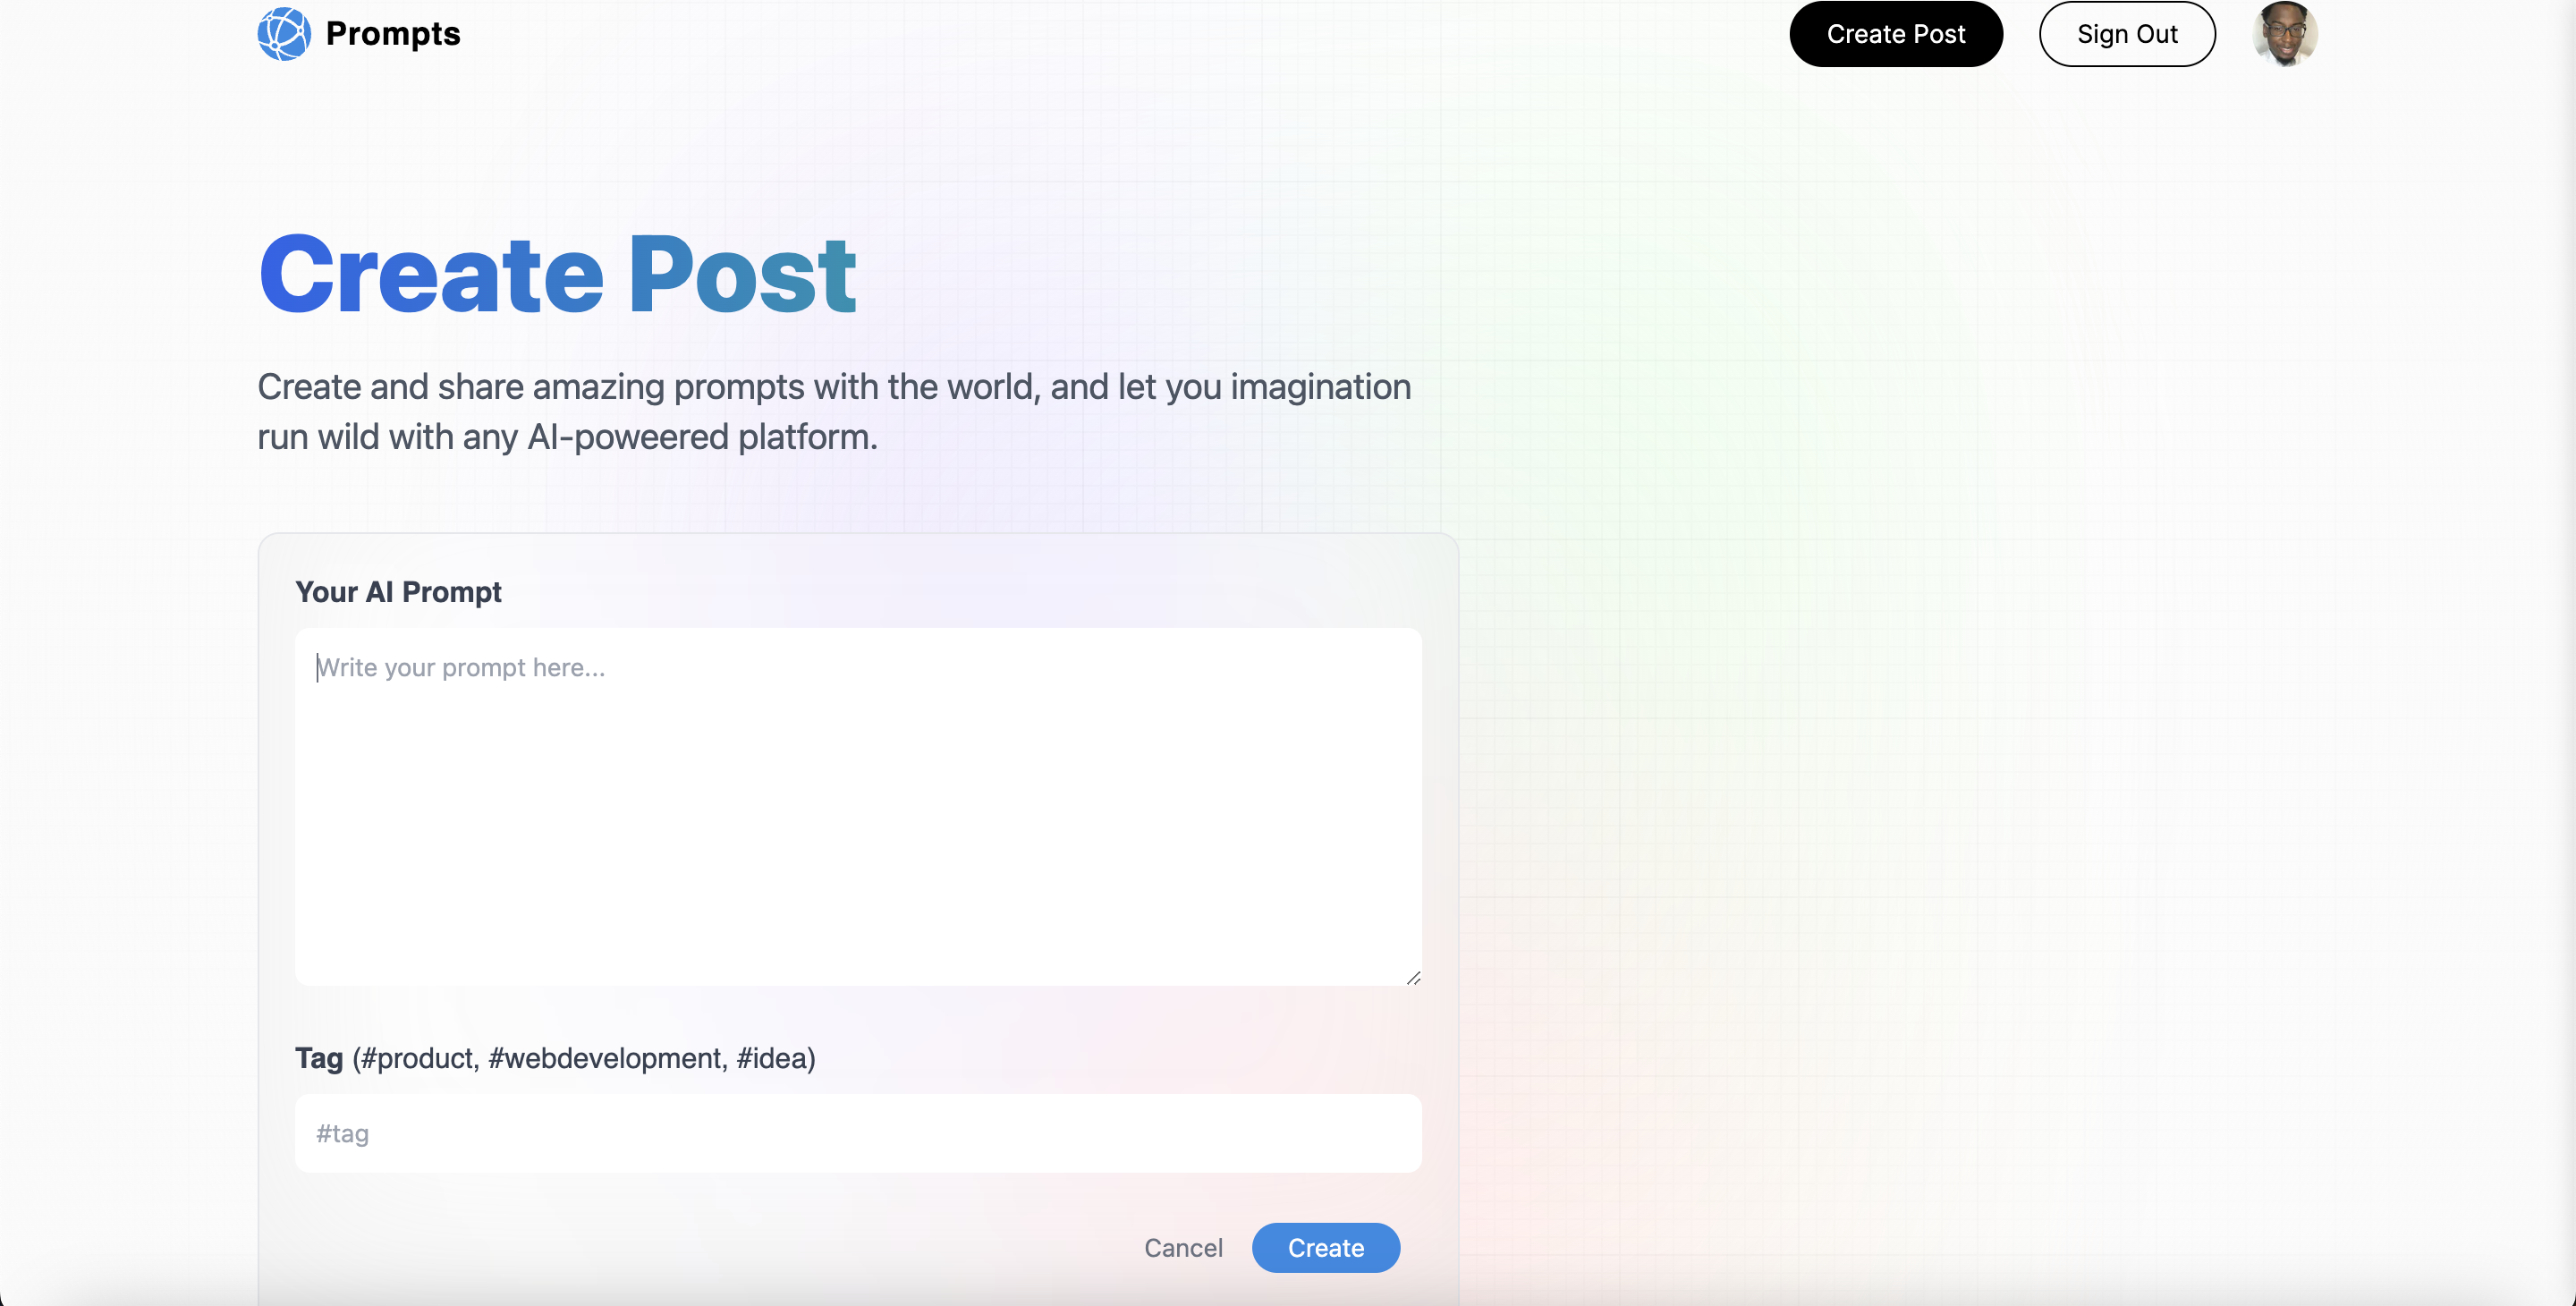 Prompts
Create Post
Sign Out
Create Post
Create and share amazing prompts with the world, and let you imagination
run wild with any AI-powered platform.
Your AI Prompt
Write your prompt here...
Tag (#product, #webdevelopment, #idea)
#tag
Cancel
Create